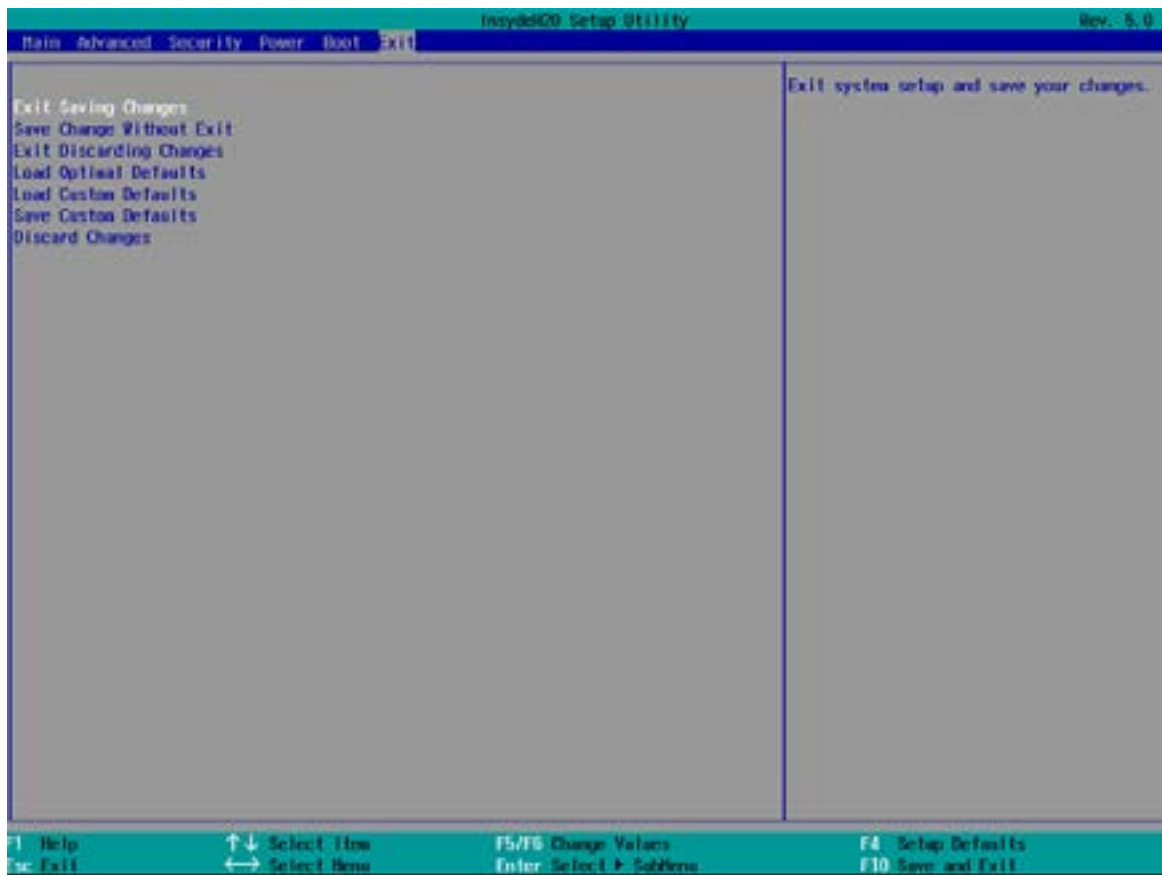 InsydeH20 Setup Utility Rev. 5.0
Main Advanced Security Power Boot Exit
Exit Saving Changes
Save Change Without Exit
Exit Discarding Changes
Load Optimal Defaults
Load Custom Defaults
Save Custom Defaults
Discard Changes
Exit system setup and save your changes.
F1 Help ↑↓ Select Item F5/F6 Change Values F4 Setup Defaults
Esc Exit ←→ Select Menu Enter Select ▶ SubMenu F10 Save and Exit